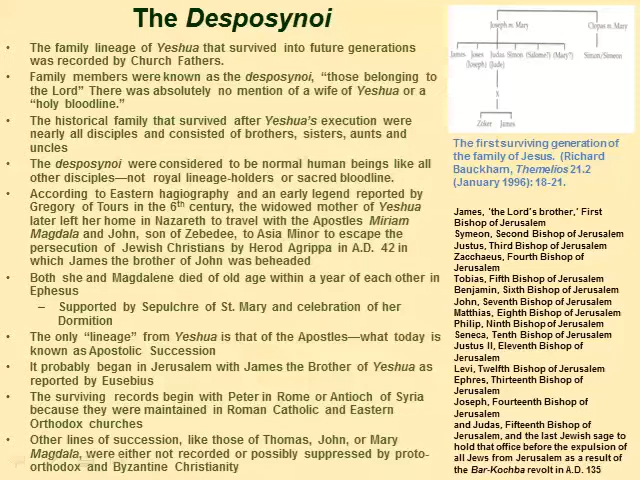 The Desposynoi
• The family lineage of Yeshua that survived into future generations
was recorded by Church Fathers.
• Family members were known as the desposynoi, “those belonging to
the Lord” There was absolutely no mention of a wife of Yeshua or a
“holy bloodline.”
• The historical family that survived after Yeshua’s execution were
nearly all disciples and consisted of brothers, sisters, aunts and
uncles
• The desposynoi were considered to be normal human beings like all
other disciples—not royal lineage-holders or sacred bloodline.
• According to Eastern hagiography and an early legend reported by
Gregory of Tours in the 6th century, the widowed mother of Yeshua
later left her home in Nazareth to travel with the Apostles Miriam
Magdala and John, son of Zebedee, to Asia Minor to escape the
persecution of Jewish Christians by Herod Agrippa in A.D. 42 in
which James the brother of John was beheaded
• Both she and Magdalene died of old age within a year of each other in
Ephesus
– Supported by Sepulchre of St. Mary and celebration of her
Dormition
• The only “lineage” from Yeshua is that of the Apostles—what today is
known as Apostolic Succession
• It probably began in Jerusalem with James the Brother of Yeshua as
reported by Eusebius
• The surviving records begin with Peter in Rome or Antioch of Syria
because they were maintained in Roman Catholic and Eastern
Orthodox churches
• Other lines of succession, like those of Thomas, John, or Mary
Magdala, were either not recorded or possibly suppressed by proto-
orthodox and Byzantine Christianity
Joseph m. Mary Clopas m. Mary
James Joses Judas Simon (Salome?) (Mary?) Simon/Simeon
(Joseph) (Jude)
X
Zoker James
The first surviving generation of
the family of Jesus. (Richard
Bauckham, Themelios 21.2
(January 1996): 18-21.
James, 'the Lord's brother,' First
Bishop of Jerusalem
Symeon, Second Bishop of Jerusalem
Justus, Third Bishop of Jerusalem
Zacchaeus, Fourth Bishop of
Jerusalem
Tobias, Fifth Bishop of Jerusalem
Benjamin, Sixth Bishop of Jerusalem
John, Seventh Bishop of Jerusalem
Matthias, Eighth Bishop of Jerusalem
Philip, Ninth Bishop of Jerusalem
Seneca, Tenth Bishop of Jerusalem
Justus II, Eleventh Bishop of
Jerusalem
Levi, Twelfth Bishop of Jerusalem
Ephres, Thirteenth Bishop of
Jerusalem
Joseph, Fourteenth Bishop of
Jerusalem
and Judas, Fifteenth Bishop of
Jerusalem, and the last Jewish sage to
hold that office before the expulsion of
all Jews from Jerusalem as a result of
the Bar-Kochba revolt in A.D. 135